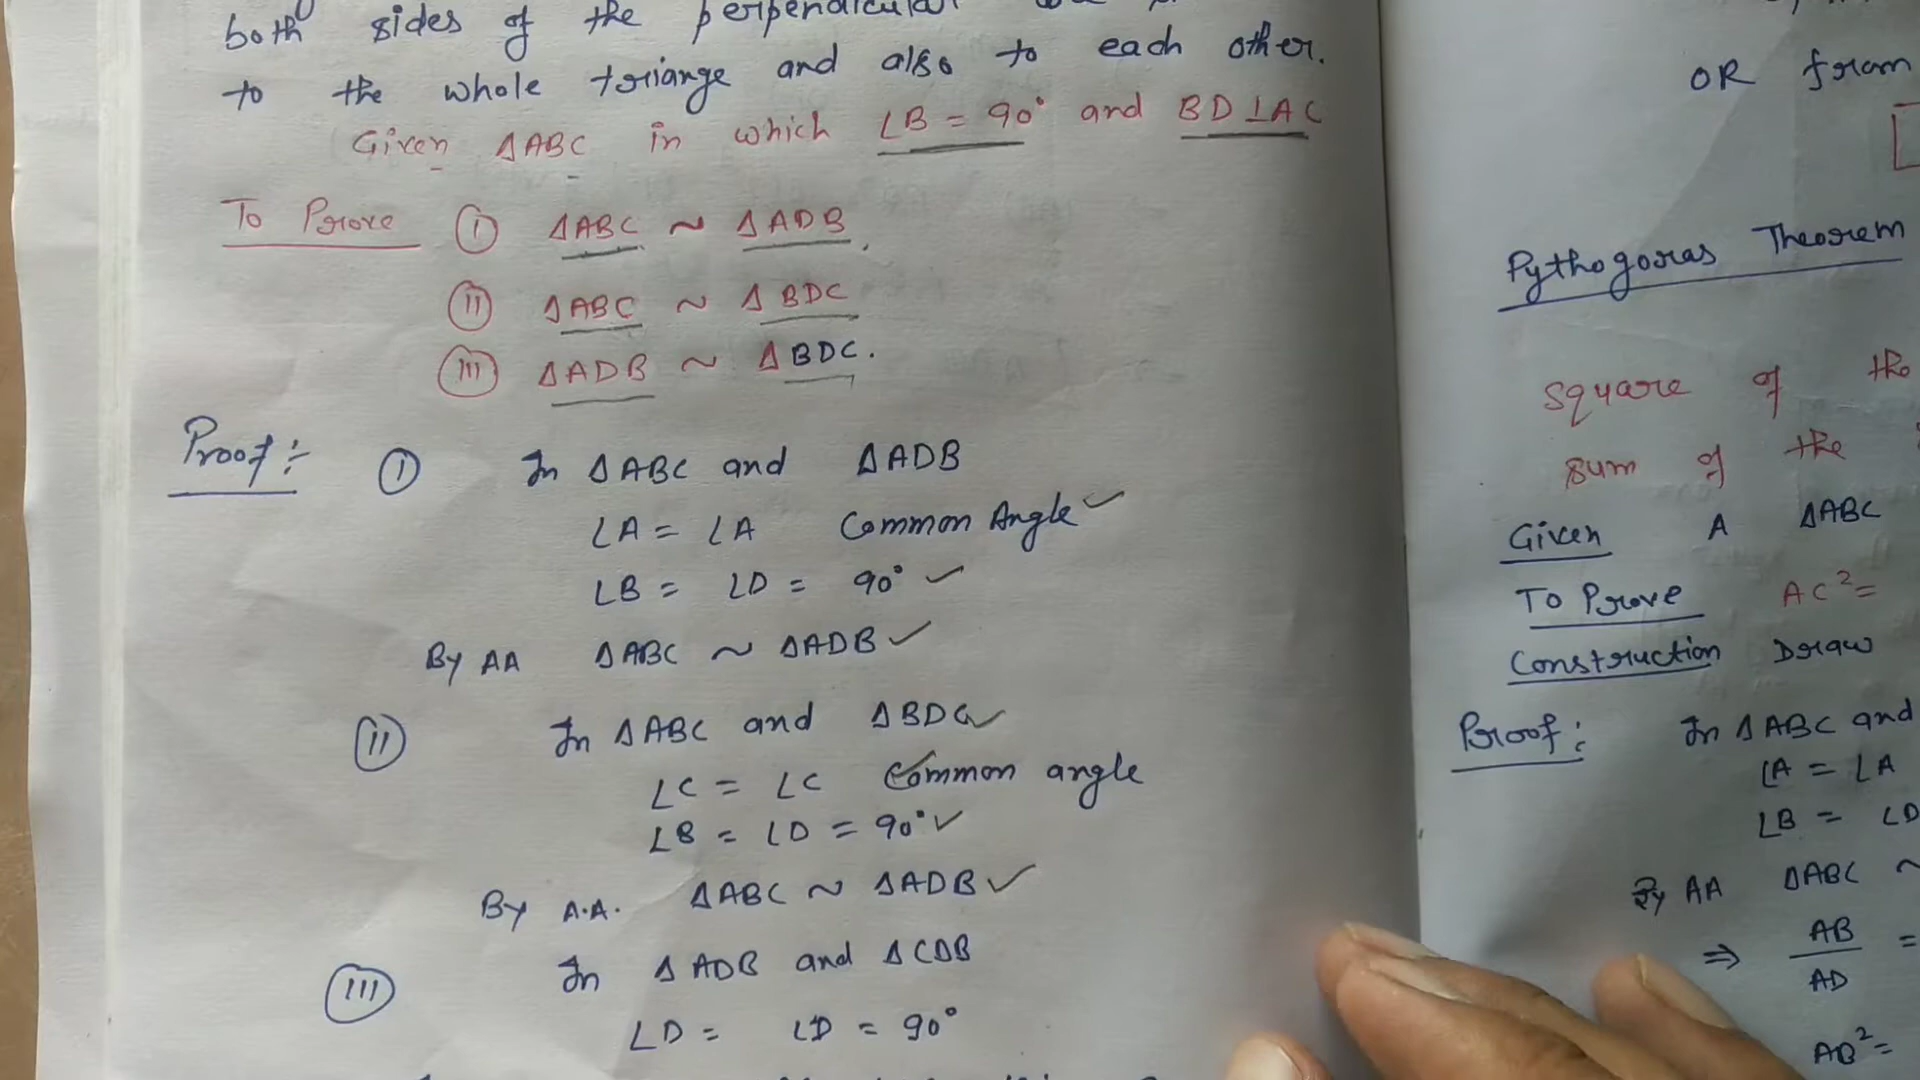 both sides of the perpendicular
to the whole triange and also to each other.
Given ΔABC in which ∠B = 90° and BD⊥AC
To Prove (I) ΔABC ~ ΔADB.
(II) ΔABC ~ ΔBDC
(III) ΔADB ~ ΔBDC.
Proof :- (I) In ΔABC and ΔADB
∠A = ∠A Common Angle ✓
∠B = ∠D = 90° ✓
By AA ΔABC ~ ΔADB ✓
(II) In ΔABC and ΔBDC ✓
∠C = ∠C Common angle
∠B = ∠D = 90° ✓
By A.A. ΔABC ~ ΔADB ✓
(III) In ΔADB and ΔCDB
∠D = ∠D = 90°
OR from
Pythogoras Theorem
square of the
sum of the
Given A ΔABC
To Prove AC² =
Construction Draw
Proof : In ΔABC and
∠A = ∠A
∠B = ∠D
By AA ΔABC ~
⇒ AB/AD =
AB² =